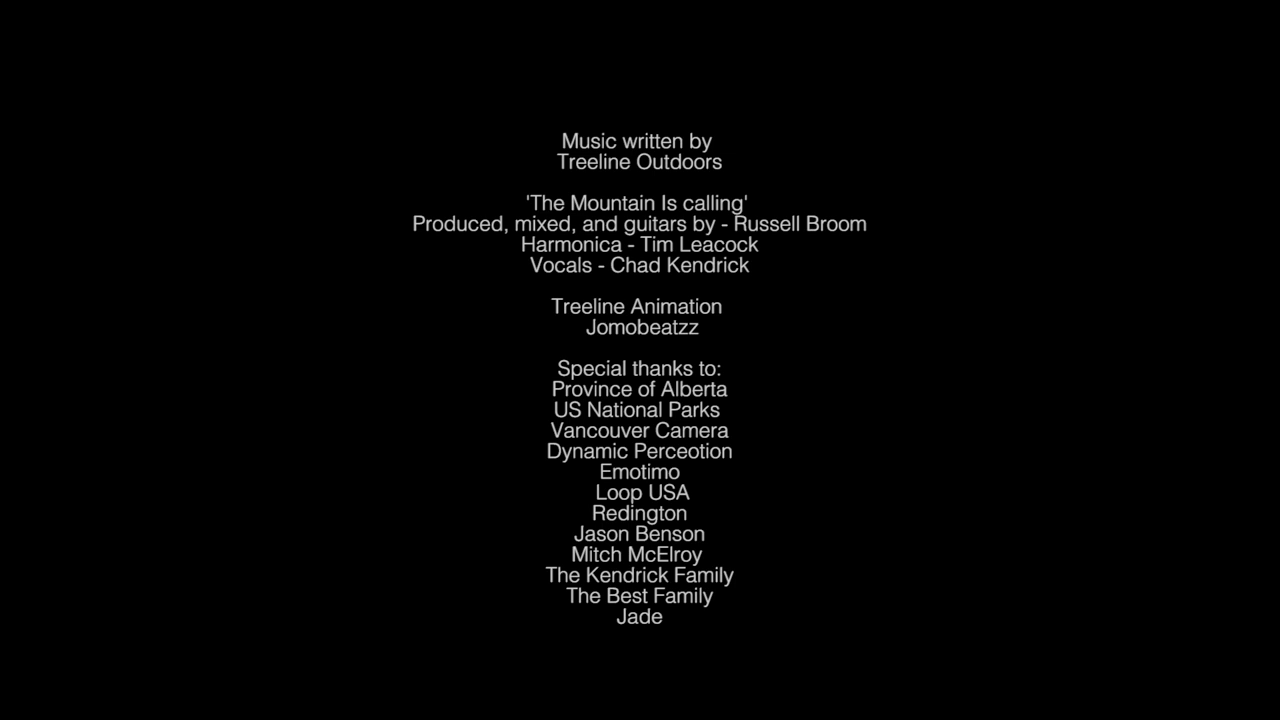 Music written by
Treeline Outdoors
'The Mountain Is calling'
Produced, mixed, and guitars by - Russell Broom
Harmonica - Tim Leacock
Vocals - Chad Kendrick
Treeline Animation
Jomobeatzz
Special thanks to:
Province of Alberta
US National Parks
Vancouver Camera
Dynamic Perceotion
Emotimo
Loop USA
Redington
Jason Benson
Mitch McElroy
The Kendrick Family
The Best Family
Jade